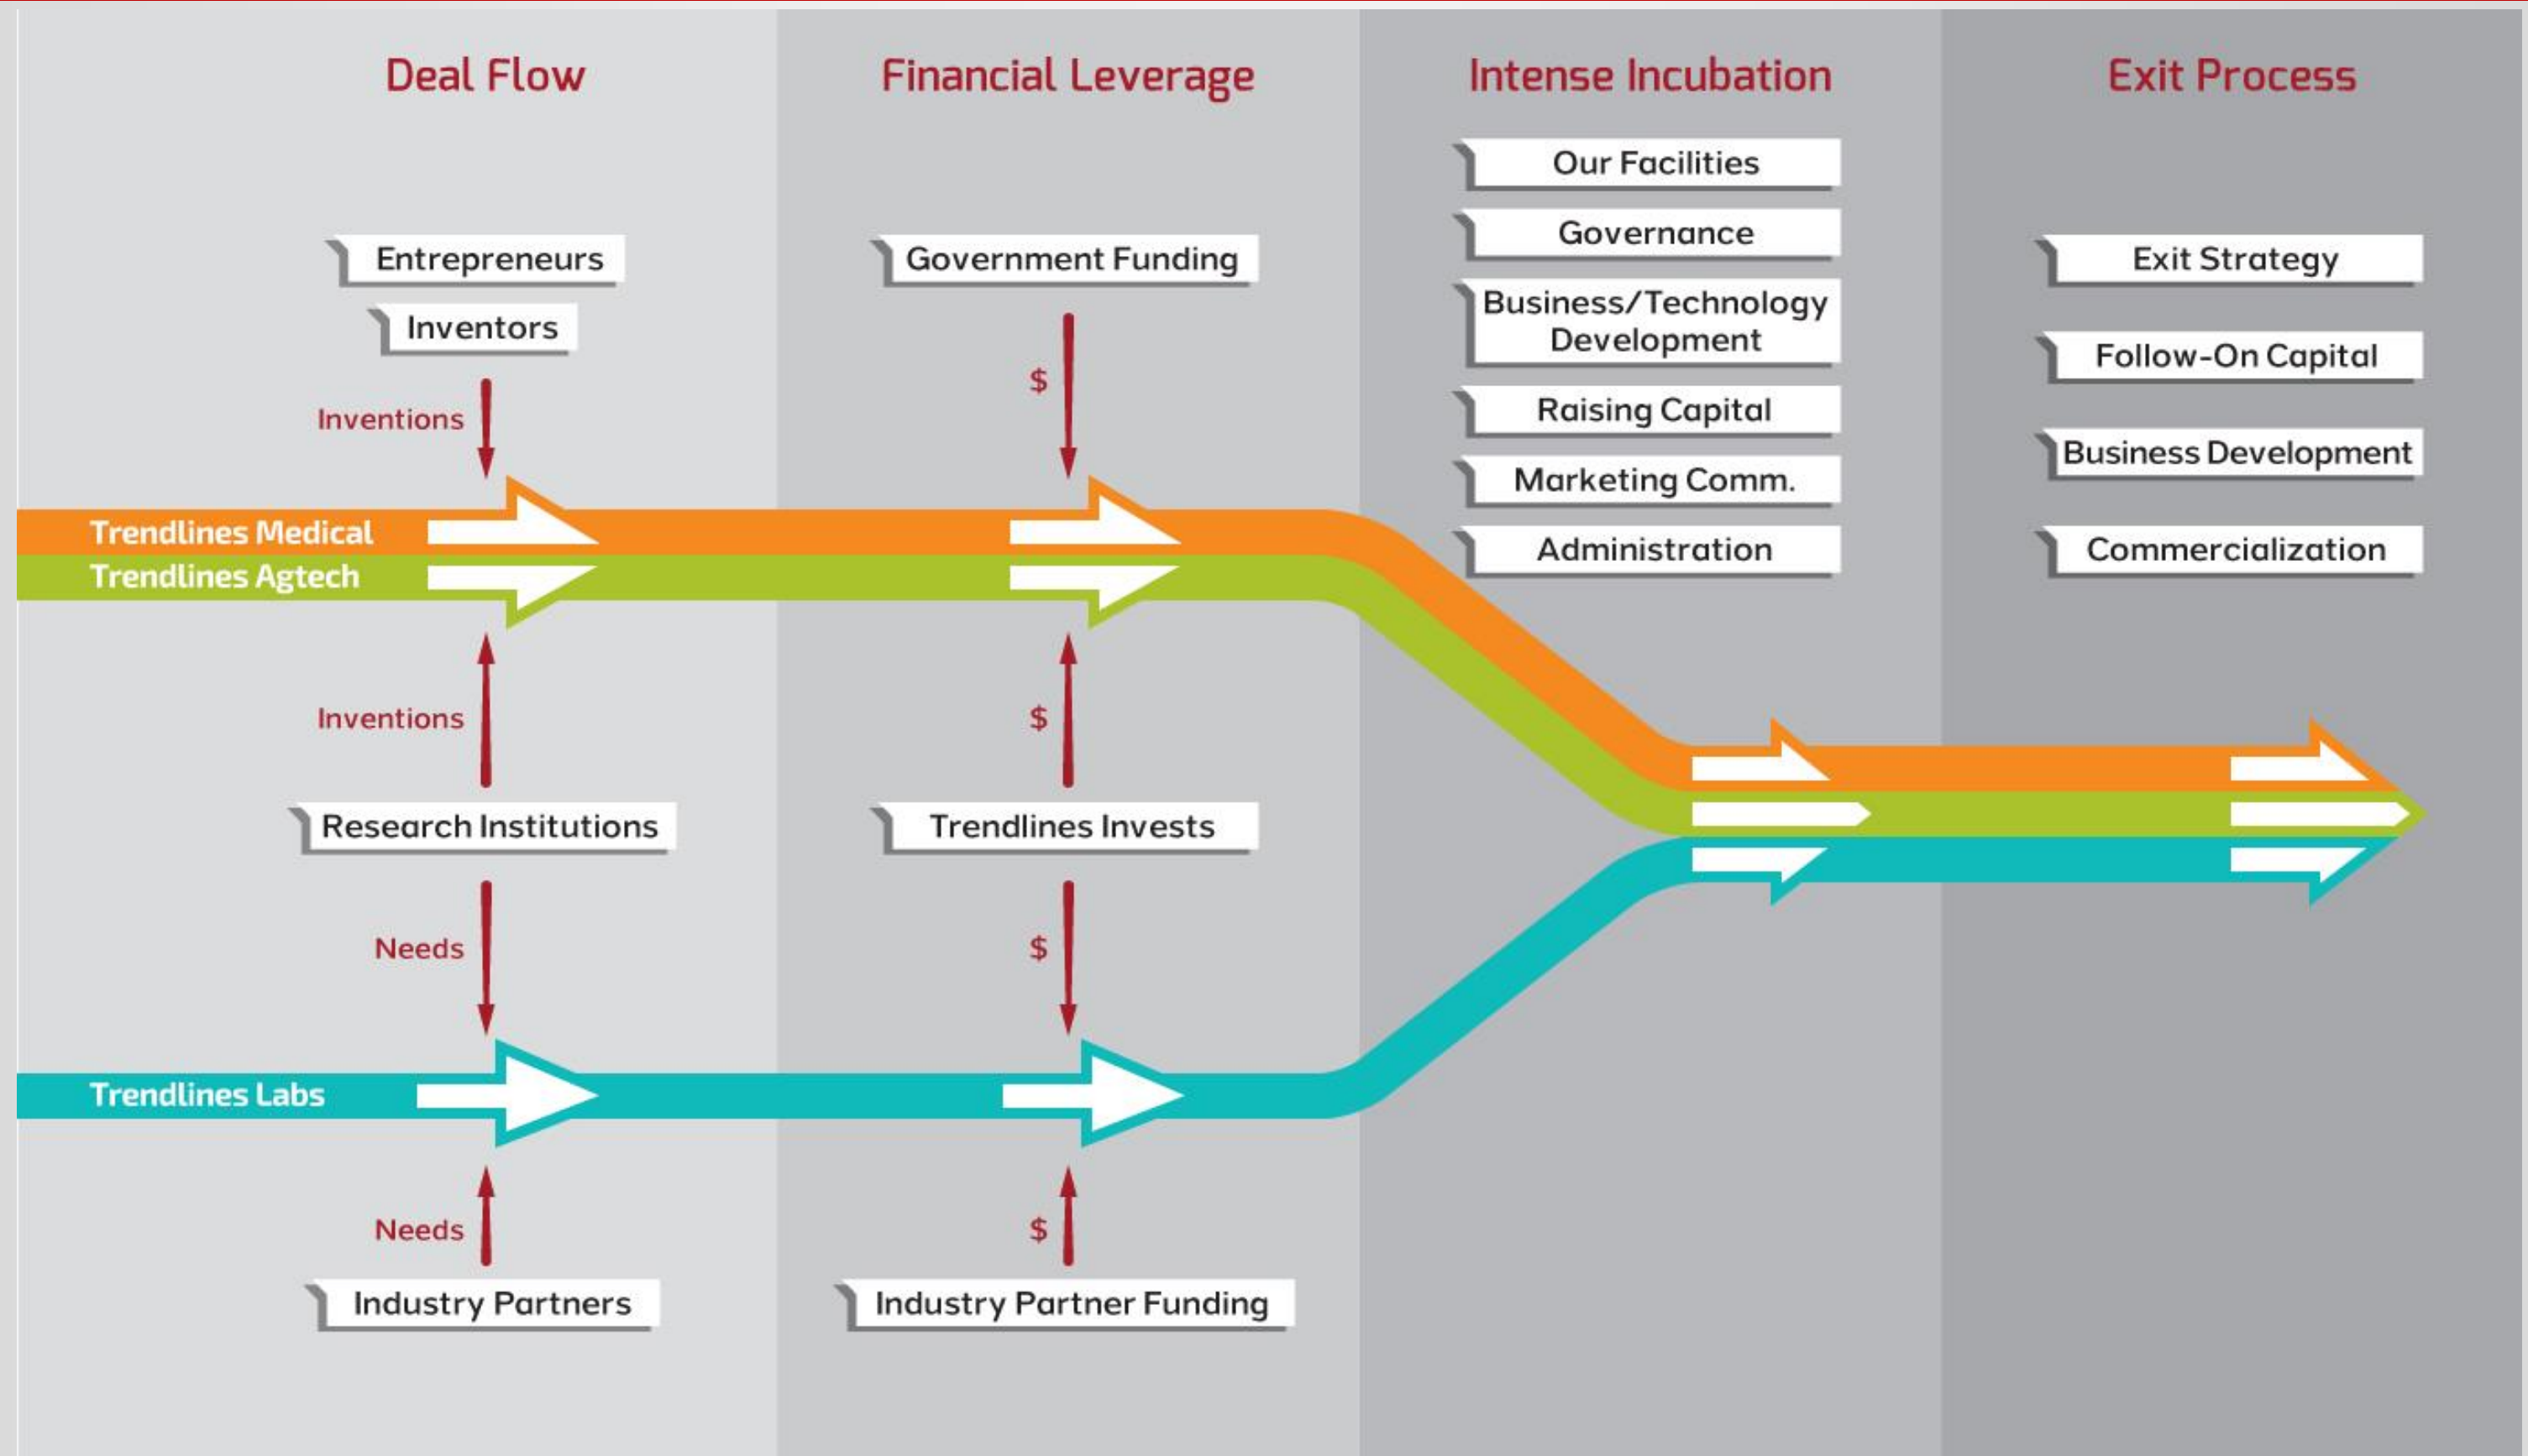 Deal Flow
Financial Leverage
Intense Incubation
Exit Process
Entrepreneurs
Inventors
Inventions
Trendlines Medical
Trendlines Agtech
Inventions
Research Institutions
Needs
Trendlines Labs
Needs
Industry Partners
Government Funding
$
$
Trendlines Invests
$
$
Industry Partner Funding
Our Facilities
Governance
Business/Technology
Development
Raising Capital
Marketing Comm.
Administration
Exit Strategy
Follow-On Capital
Business Development
Commercialization